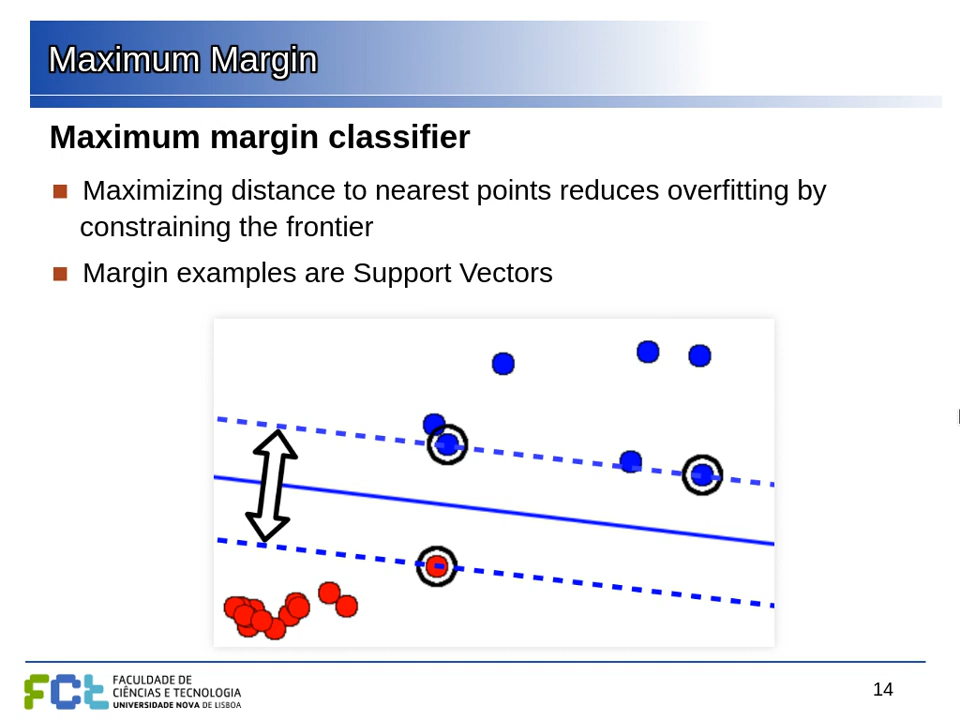 Maximum Margin
Maximum margin classifier
Maximizing distance to nearest points reduces overfitting by
constraining the frontier
Margin examples are Support Vectors
FCT
FACULDADE DE
CIÊNCIAS E TECNOLOGIA
UNIVERSIDADE NOVA DE LISBOA
14